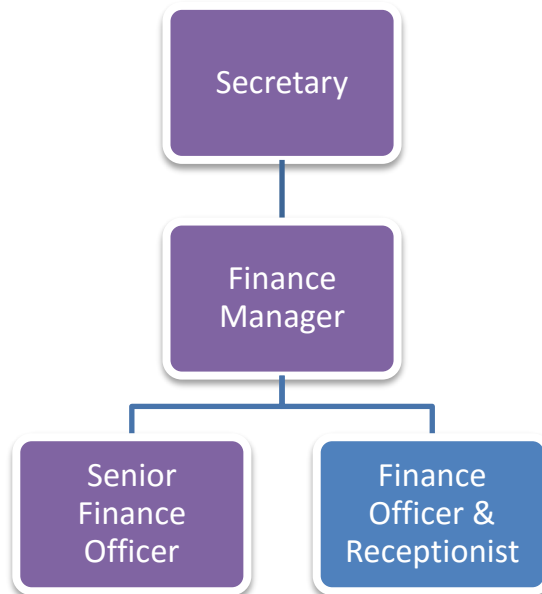 Secretary
Finance
Manager
Senior
Finance
Officer
Finance
Officer &
Receptionist